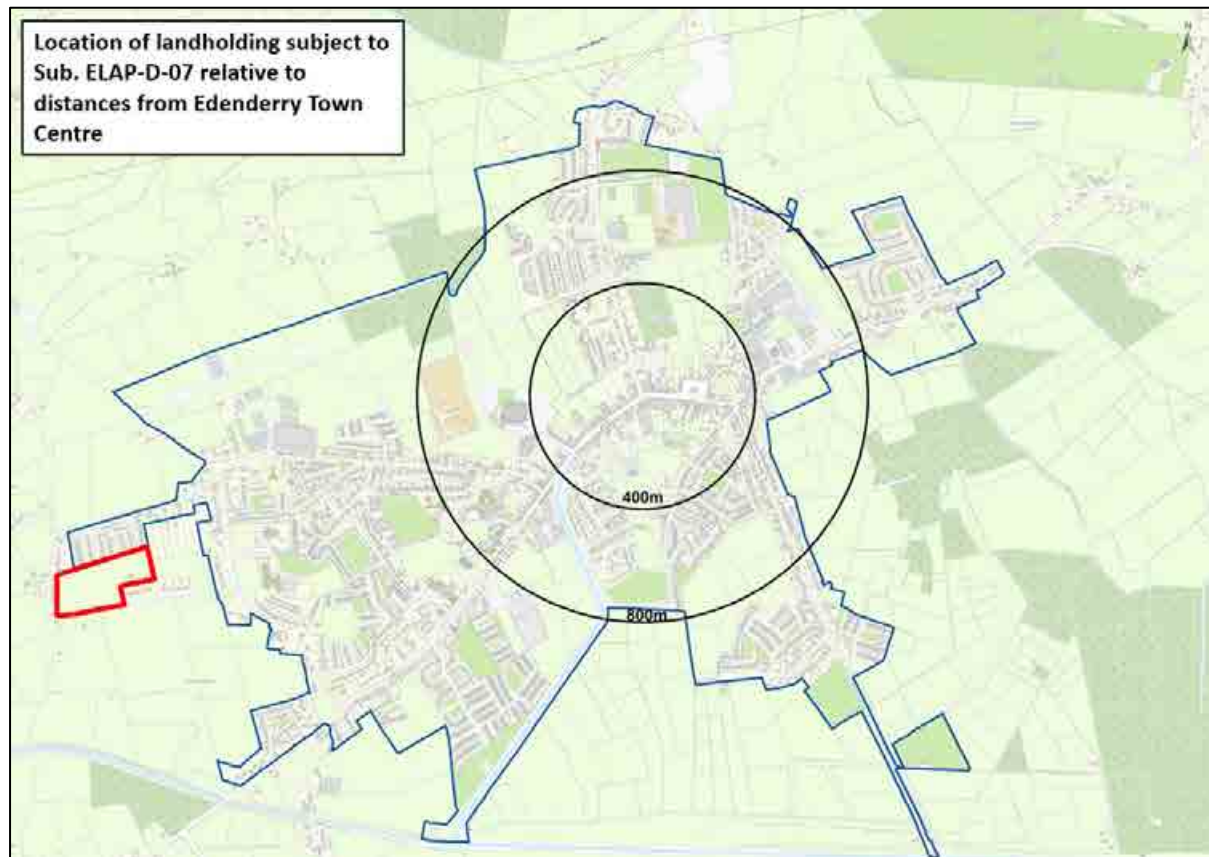 Location of landholding subject to
Sub. ELAP-D-07 relative to
distances from Edenderry Town
Centre
N
400m
800m